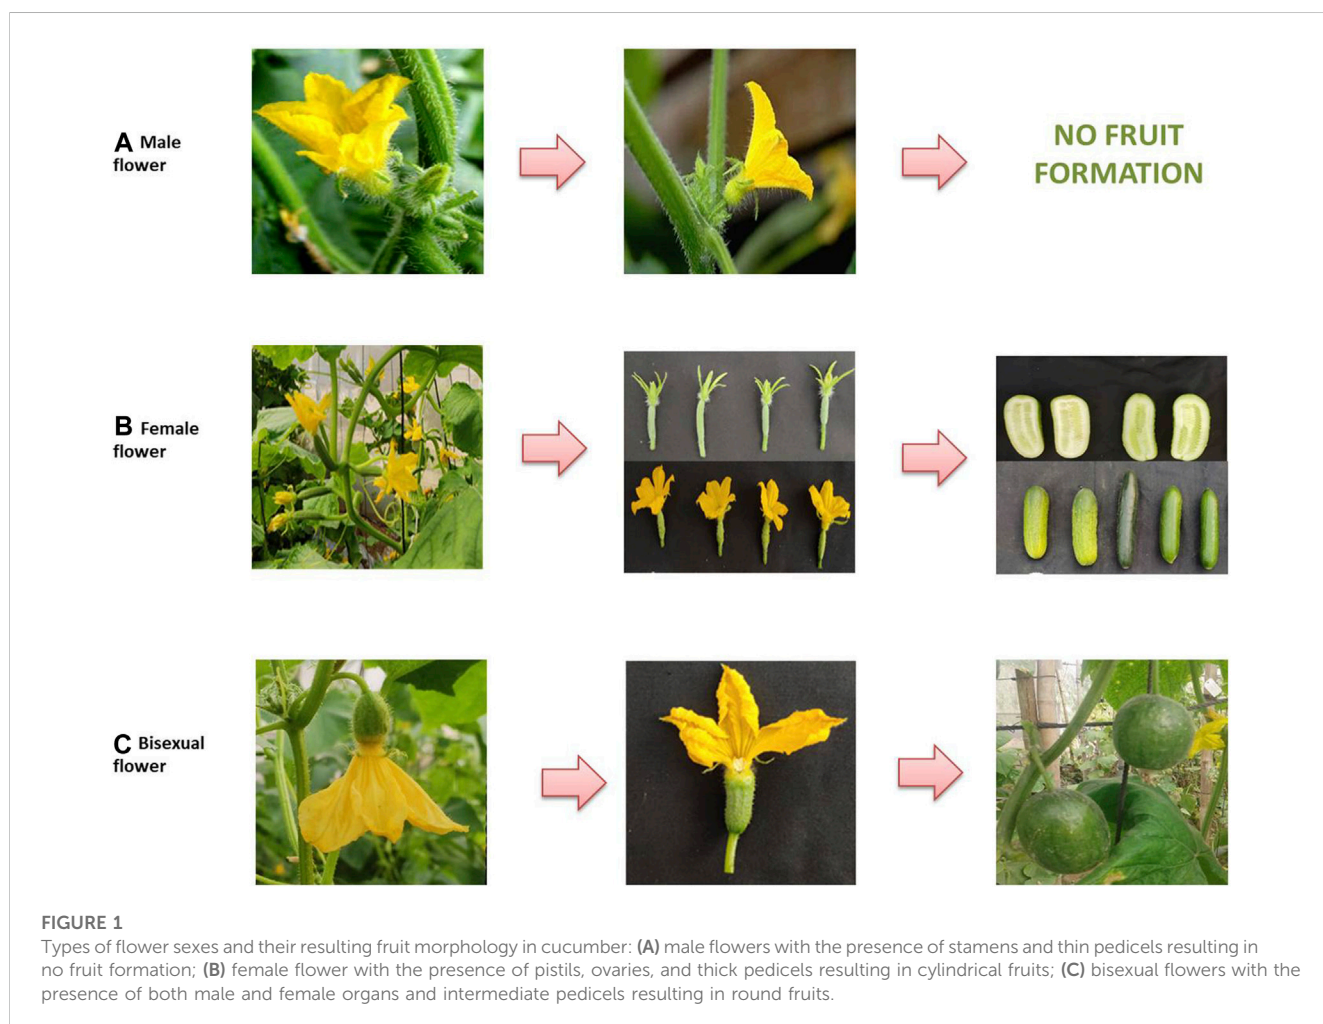 A Male
flower
NO FRUIT
FORMATION
B Female
flower
C Bisexual
flower
FIGURE 1
Types of flower sexes and their resulting fruit morphology in cucumber: (A) male flowers with the presence of stamens and thin pedicels resulting in
no fruit formation; (B) female flower with the presence of pistils, ovaries, and thick pedicels resulting in cylindrical fruits; (C) bisexual flowers with the
presence of both male and female organs and intermediate pedicels resulting in round fruits.